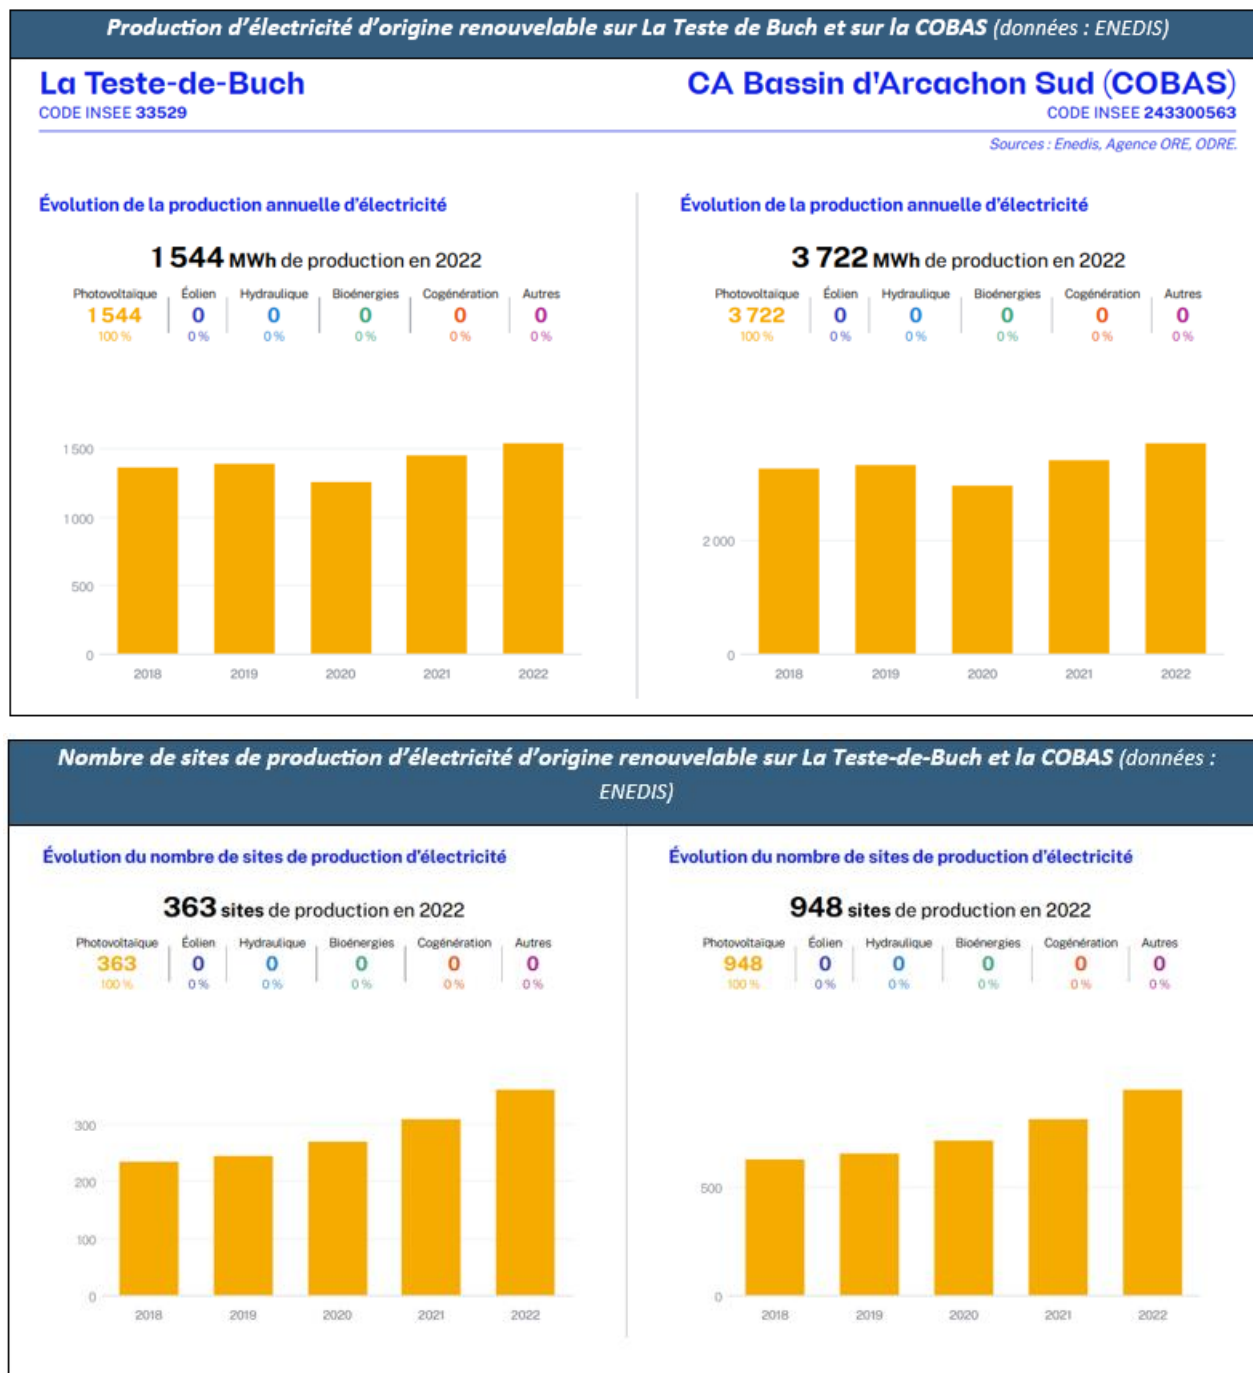 Production d’électricité d’origine renouvelable sur La Teste de Buch et sur la COBAS (données : ENEDIS)
La Teste-de-Buch
CODE INSEE 33529
CA Bassin d'Arcachon Sud (COBAS)
CODE INSEE 243300563
Sources : Enedis, Agence ORE, ODRE.
Évolution de la production annuelle d'électricité
1 544 MWh de production en 2022
Photovoltaïque Éolien Hydraulique Bioénergies Cogénération Autres
1 544 0 0 0 0 0
100 % 0 % 0 % 0 % 0 % 0 %
1 500
1 000
500
0
2018 2019 2020 2021 2022
Évolution de la production annuelle d'électricité
3 722 MWh de production en 2022
Photovoltaïque Éolien Hydraulique Bioénergies Cogénération Autres
3 722 0 0 0 0 0
100 % 0 % 0 % 0 % 0 % 0 %
2 000
0
2018 2019 2020 2021 2022
Nombre de sites de production d’électricité d’origine renouvelable sur La Teste-de-Buch et la COBAS (données :
ENEDIS)
Évolution du nombre de sites de production d'électricité
363 sites de production en 2022
Photovoltaïque Éolien Hydraulique Bioénergies Cogénération Autres
363 0 0 0 0 0
100 % 0 % 0 % 0 % 0 % 0 %
300
200
100
0
2018 2019 2020 2021 2022
Évolution du nombre de sites de production d'électricité
948 sites de production en 2022
Photovoltaïque Éolien Hydraulique Bioénergies Cogénération Autres
948 0 0 0 0 0
100 % 0 % 0 % 0 % 0 % 0 %
500
0
2018 2019 2020 2021 2022